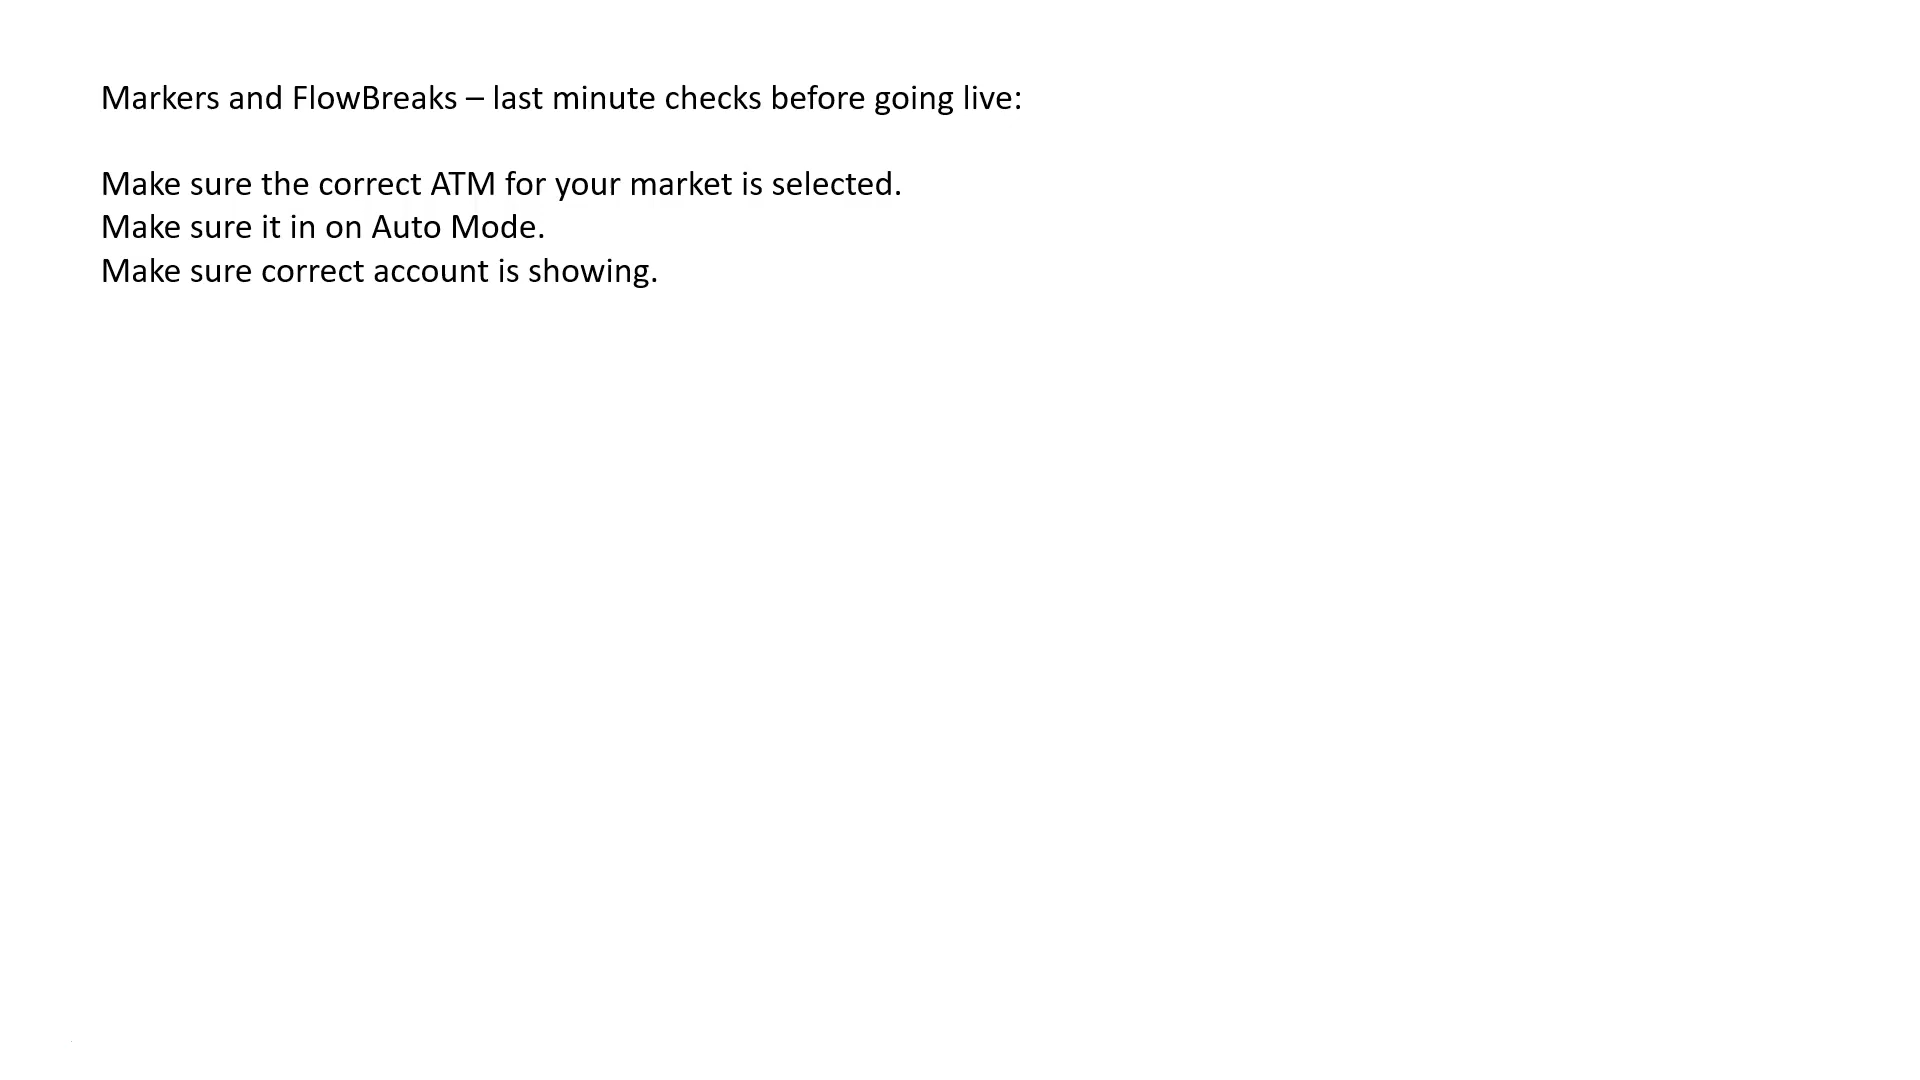 Markers and FlowBreaks – last minute checks before going live:
Make sure the correct ATM for your market is selected.
Make sure it in on Auto Mode.
Make sure correct account is showing.